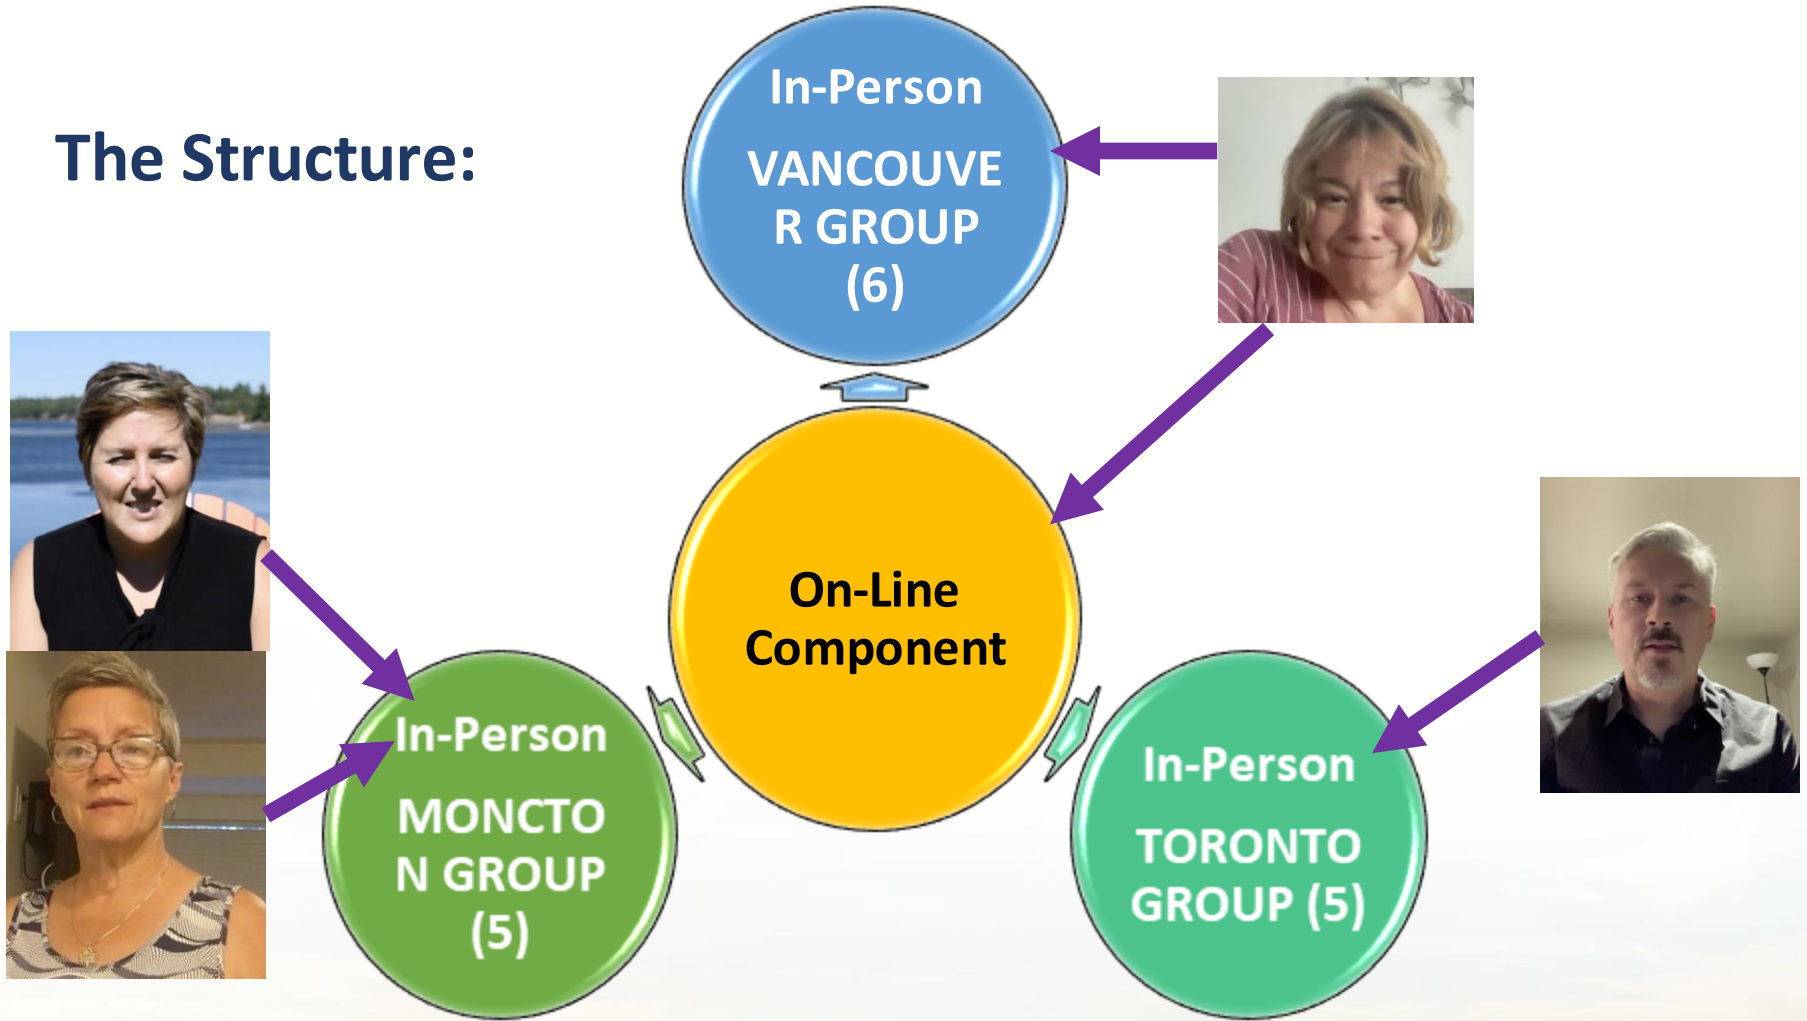 The Structure:
In-Person
VANCOUVE
R GROUP
(6)
On-Line
Component
In-Person
MONCTO
N GROUP
(5)
In-Person
TORONTO
GROUP (5)